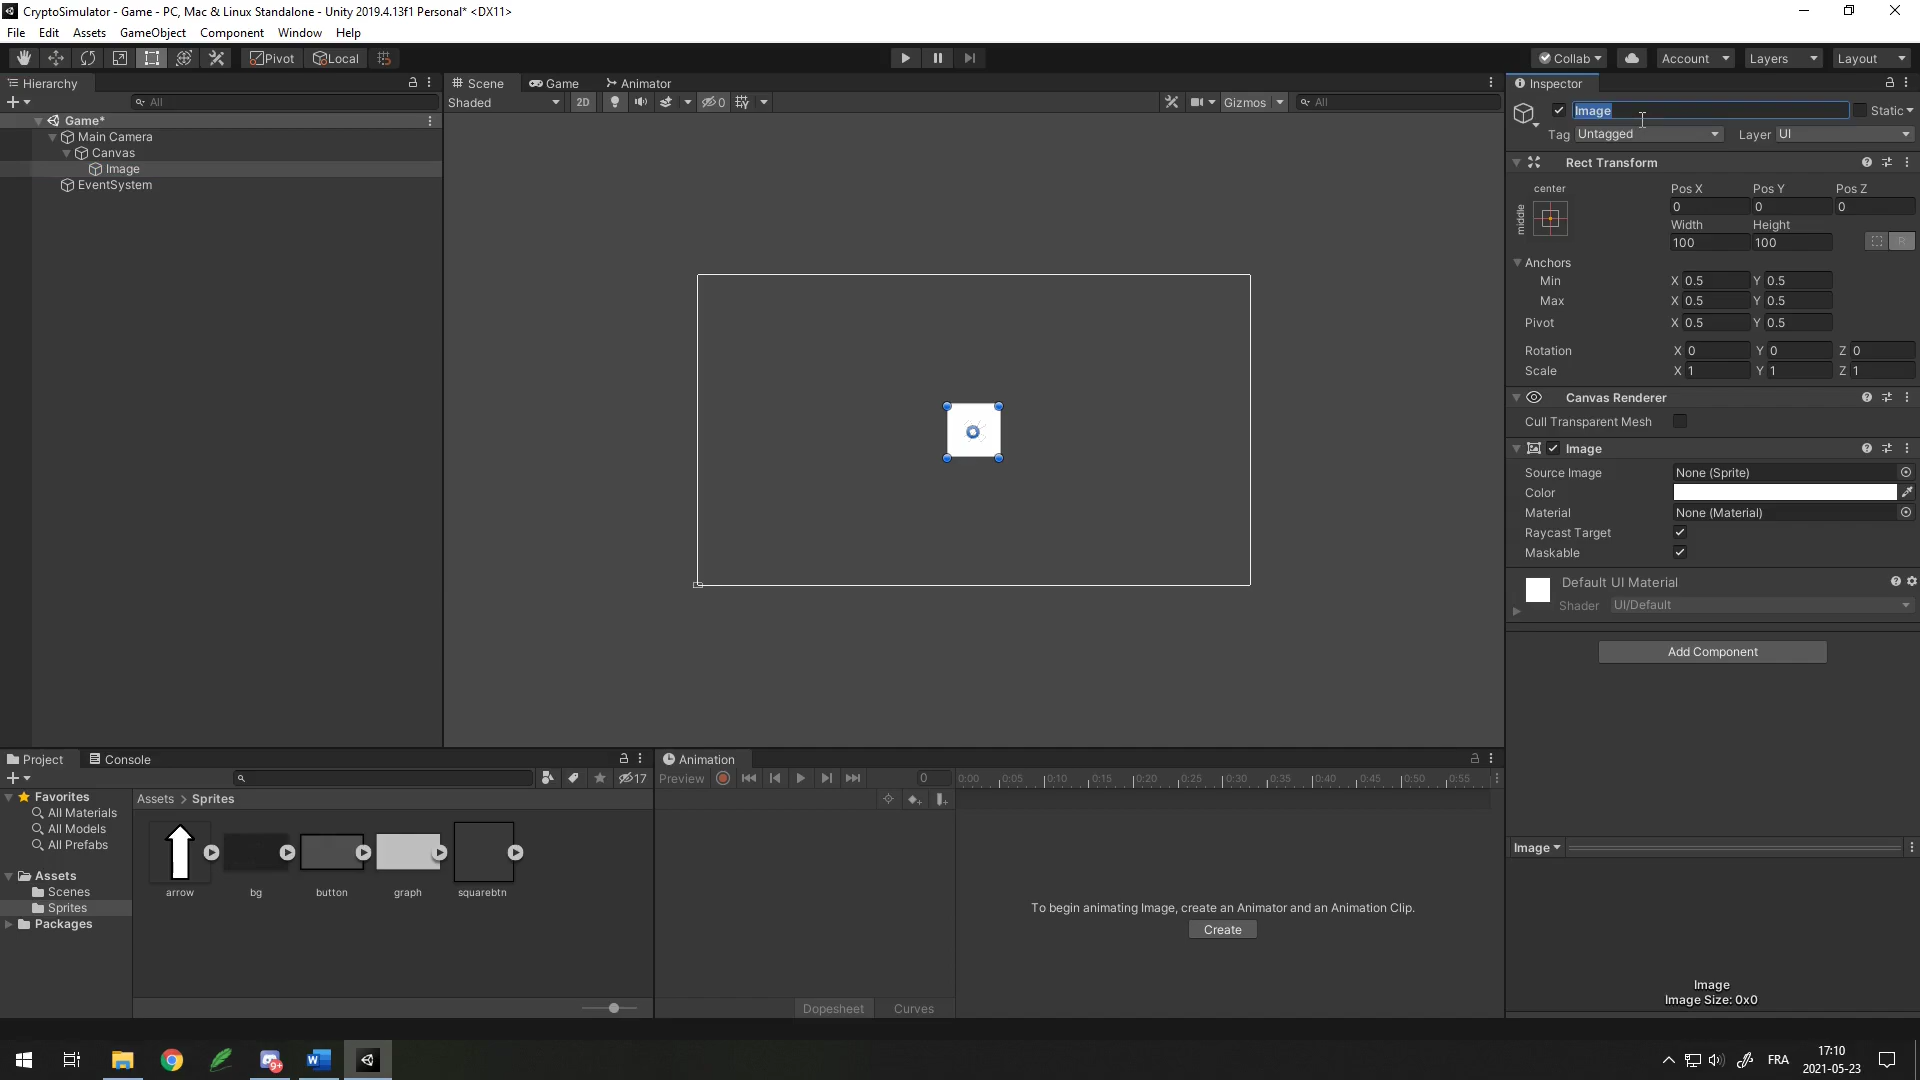 CryptoSimulator - Game - PC, Mac & Linux Standalone - Unity 2019.4.13f1 Personal* <DX11>
File Edit Assets GameObject Component Window Help
Pivot Local Collab Account Layers Layout
Hierarchy
All
Game*
Main Camera
Canvas
Image
EventSystem
Scene Game Animator
Shaded 2D 0 Gizmos All
Inspector
Image Static
Tag Untagged Layer UI
Rect Transform
center
middle
Pos X Pos Y Pos Z
0 0 0
Width Height
100 100
R
Anchors
Min X 0.5 Y 0.5
Max X 0.5 Y 0.5
Pivot X 0.5 Y 0.5
Rotation X 0 Y 0 Z 0
Scale X 1 Y 1 Z 1
Canvas Renderer
Cull Transparent Mesh
Image
Source Image None (Sprite)
Color
Material None (Material)
Raycast Target
Maskable
Default UI Material
Shader UI/Default
Add Component
Image
Image
Image Size: 0x0
Project Console
17
Favorites
All Materials
All Models
All Prefabs
Assets
Scenes
Sprites
Packages
Assets > Sprites
arrow bg button graph squarebtn
Animation
Preview 0 0:00 0:05 0:10 0:15 0:20 0:25 0:30 0:35 0:40 0:45 0:50 0:55
To begin animating Image, create an Animator and an Animation Clip.
Create
Dopesheet Curves
9+
FRA
17:10
2021-05-23